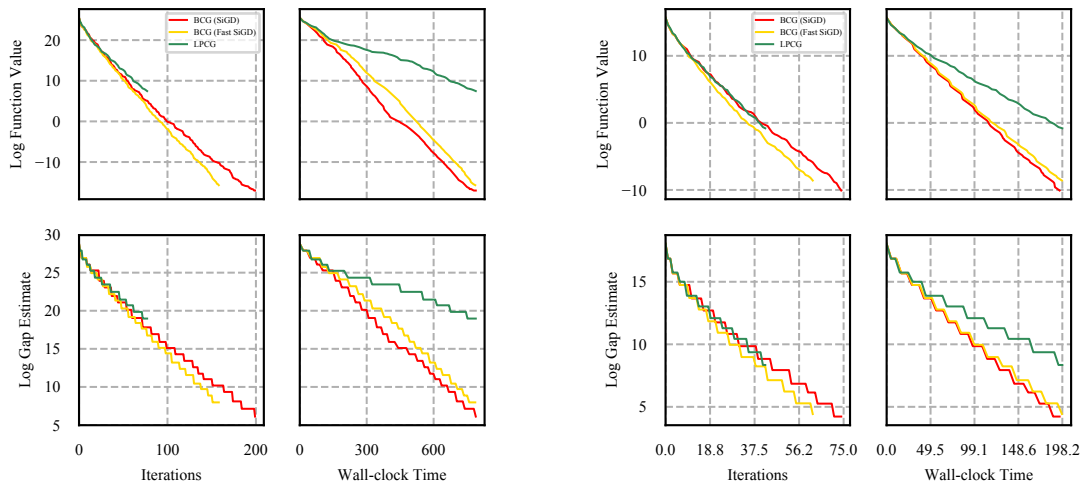 BCG (SiGD)
BCG (Fast SiGD)
LPCG
Log Function Value
20
10
0
−10
BCG (SiGD)
BCG (Fast SiGD)
LPCG
Log Function Value
10
0
−10
Log Gap Estimate
30
25
20
15
10
5
0 100 200
Iterations
0 300 600
Wall-clock Time
Log Gap Estimate
15
10
5
0.0 18.8 37.5 56.2 75.0
Iterations
0.0 49.5 99.1 148.6 198.2
Wall-clock Time